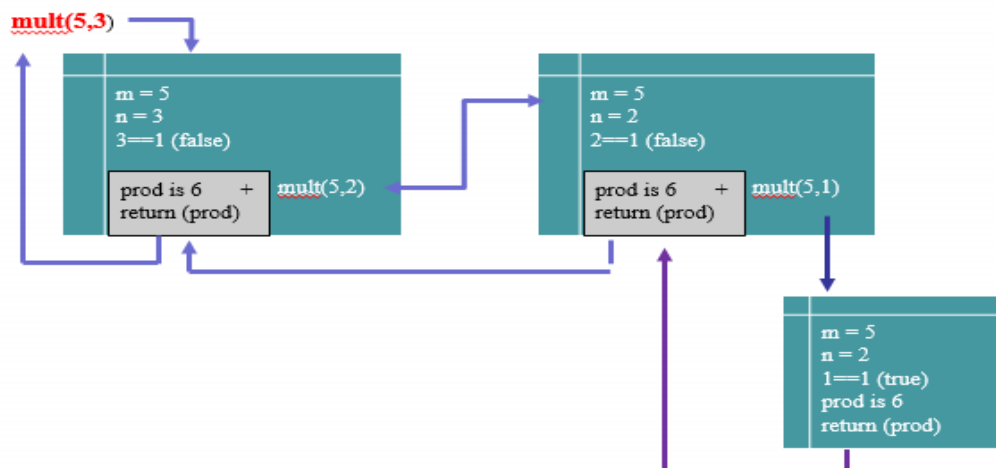 mult(5,3)
m = 5
n = 3
3==1 (false)
prod is 6 + mult(5,2)
return (prod)
m = 5
n = 2
2==1 (false)
prod is 6 + mult(5,1)
return (prod)
m = 5
n = 2
1==1 (true)
prod is 6
return (prod)